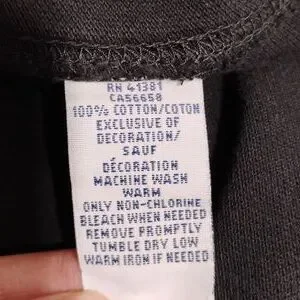 RN 41381
CA56658
100% COTTON/COTON
EXCLUSIVE OF
DECORATION/
SAUF
DÉCORATION
MACHINE WASH
WARM
ONLY NON-CHLORINE
BLEACH WHEN NEEDED
REMOVE PROMPTLY
TUMBLE DRY LOW
WARM IRON IF NEEDED